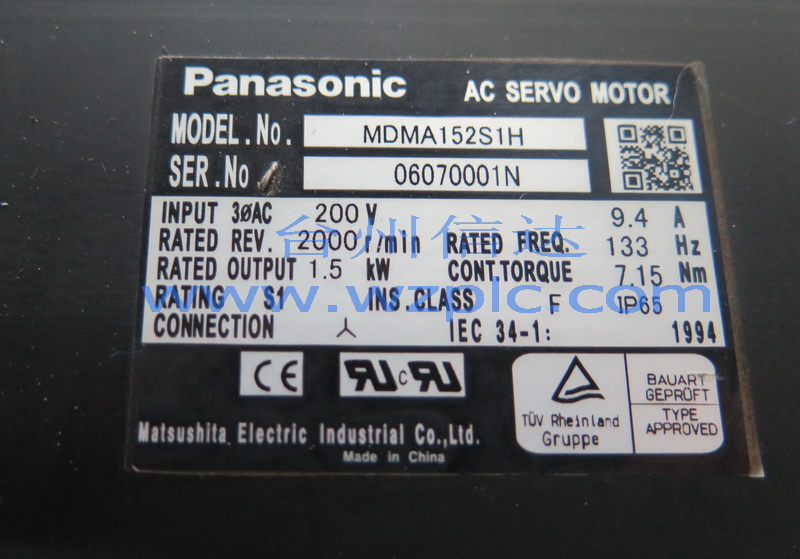 Panasonic AC SERVO MOTOR
MODEL.No. MDMA152S1H
SER.No 06070001N
INPUT 3øAC 200 V 9.4 A
台州信达
RATED REV. 2000 r/min RATED FREQ. 133 Hz
RATED OUTPUT 1.5 kW CONT.TORQUE 7.15 Nm
www.wzplc.com
RATING S1 INS.CLASS F IP65
CONNECTION IEC 34-1: 1994
CE
UR c UR
TÜV Rheinland
Gruppe
BAUART
GEPRÜFT
TYPE
APPROVED
Matsushita Electric Industrial Co.,Ltd.
Made in China